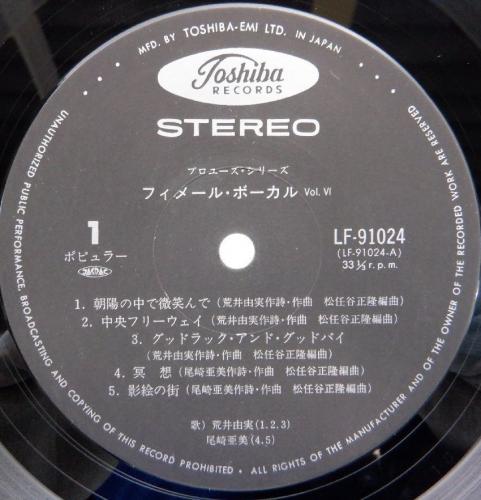 MFD. BY TOSHIBA-EMI LTD. IN JAPAN
Toshiba
RECORDS
STEREO
プロユース・シリーズ
フィメール・ボーカル Vol. VI
1
ポピュラー
LF-91024
(LF-91024-A)
33 1/3 r.p.m.
1. 朝陽の中で微笑んで (荒井由実作詩・作曲 松任谷正隆編曲)
2. 中央フリーウェイ (荒井由実作詩・作曲 松任谷正隆編曲)
3. グッドラック・アンド・グッドバイ
(荒井由実作詩・作曲 松任谷正隆編曲)
4. 冥 想 (尾崎亜美作詩・作曲 松任谷正隆編曲)
5. 影絵の街 (尾崎亜美作詩・作曲 松任谷正隆編曲)
歌) 荒井由実(1.2.3)
尾崎亜美(4.5)
UNAUTHORIZED PUBLIC PERFORMANCE, BROADCASTING AND COPYING OF THIS RECORD PROHIBITED • ALL RIGHTS OF THE MANUFACTURER AND OF THE OWNER OF THE RECORDED WORK ARE RESERVED